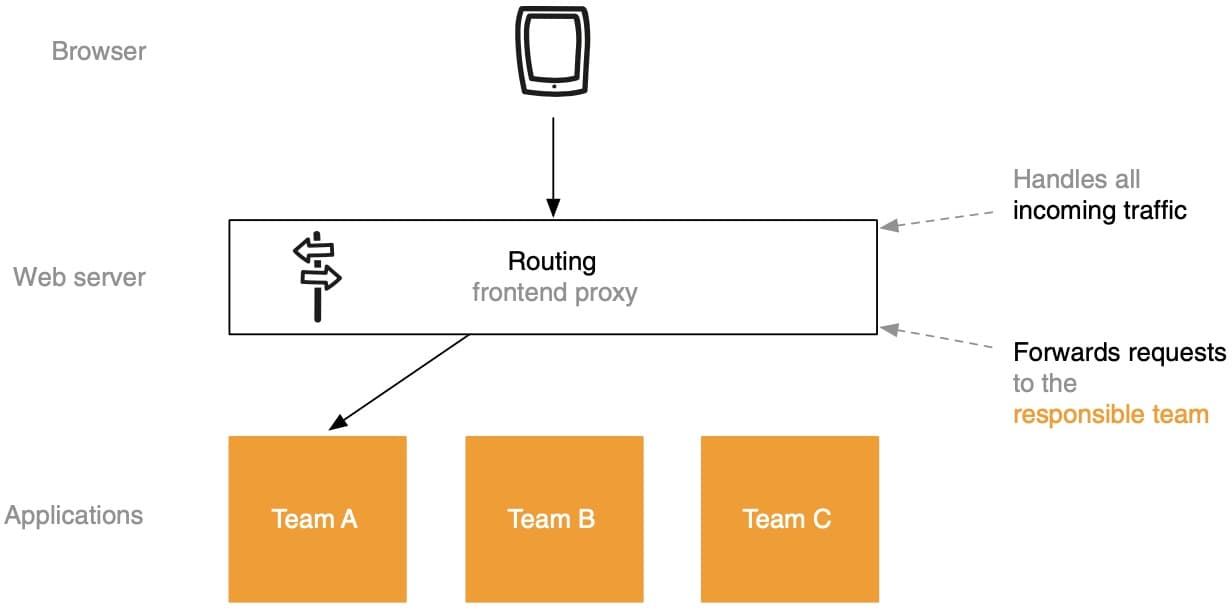 Browser
Handles all
incoming traffic
Web server
Routing
frontend proxy
Forwards requests
to the
responsible team
Applications
Team A
Team B
Team C